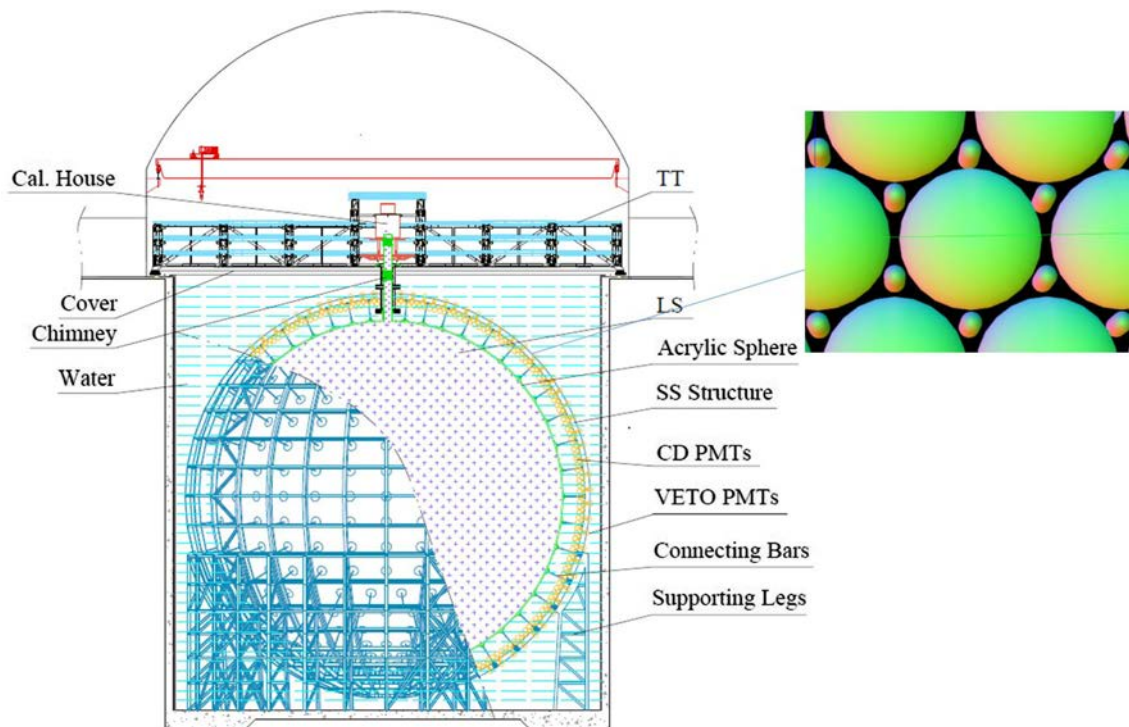 Cal. House
TT
Cover
Chimney
LS
Acrylic Sphere
Water
SS Structure
CD PMTs
VETO PMTs
Connecting Bars
Supporting Legs